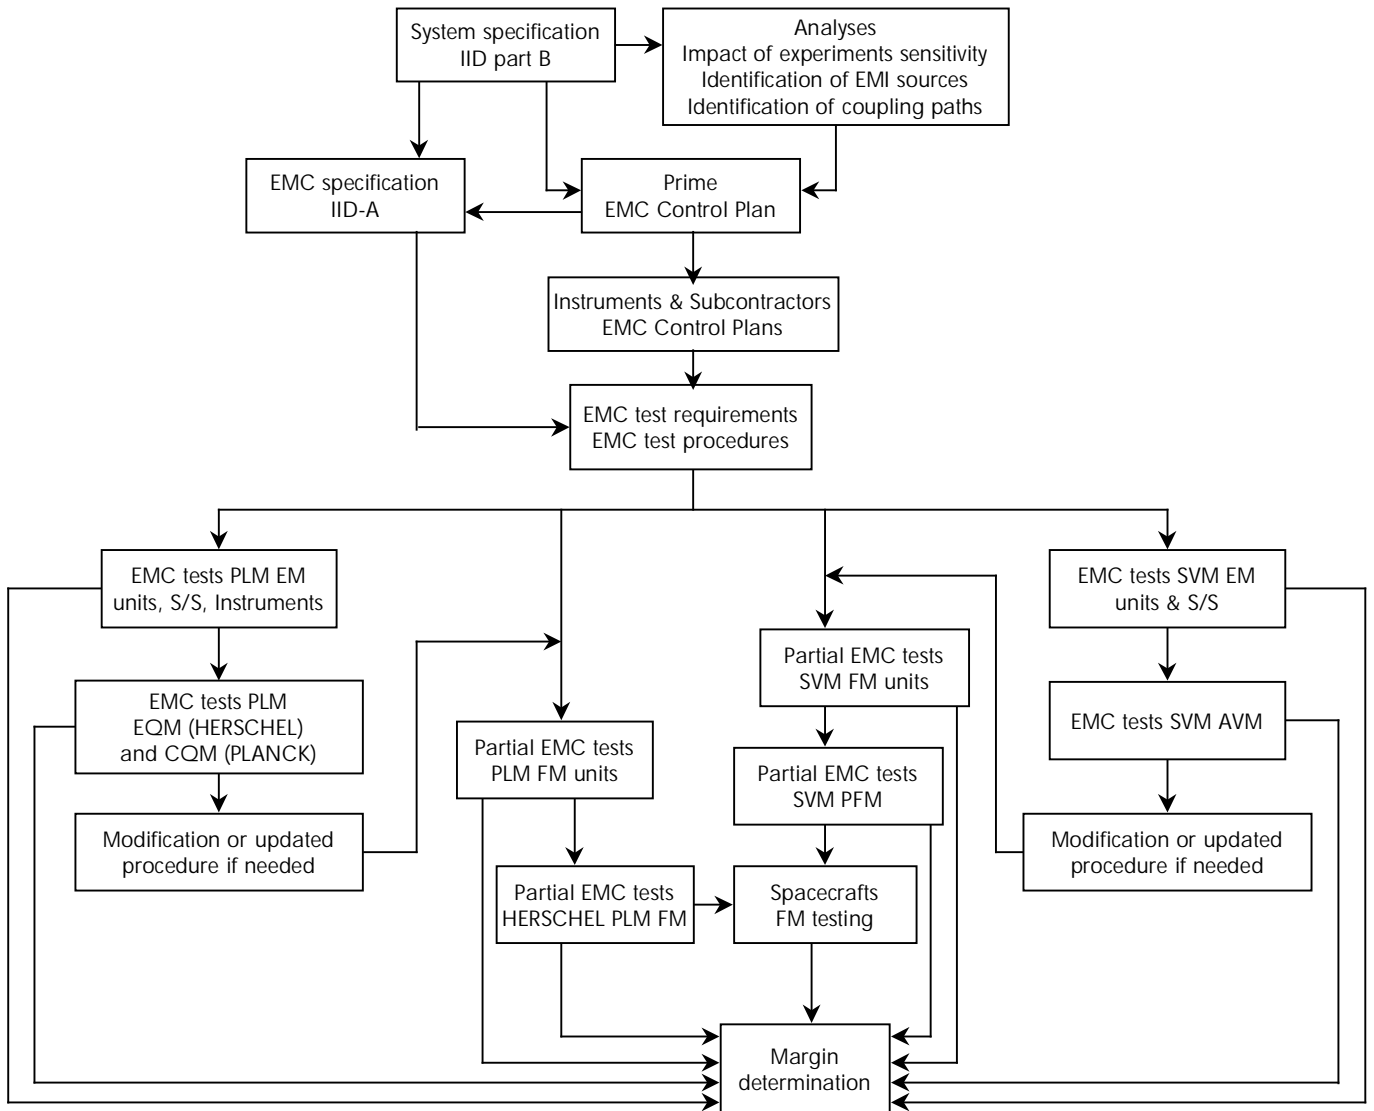 System specification
IID part B
Analyses
Impact of experiments sensitivity
Identification of EMI sources
Identification of coupling paths
EMC specification
IID-A
Prime
EMC Control Plan
Instruments & Subcontractors
EMC Control Plans
EMC test requirements
EMC test procedures
EMC tests PLM EM
units, S/S, Instruments
EMC tests SVM EM
units & S/S
Partial EMC tests
SVM FM units
EMC tests PLM
EQM (HERSCHEL)
and CQM (PLANCK)
EMC tests SVM AVM
Partial EMC tests
PLM FM units
Partial EMC tests
SVM PFM
Modification or updated
procedure if needed
Modification or updated
procedure if needed
Partial EMC tests
HERSCHEL PLM FM
Spacecrafts
FM testing
Margin
determination